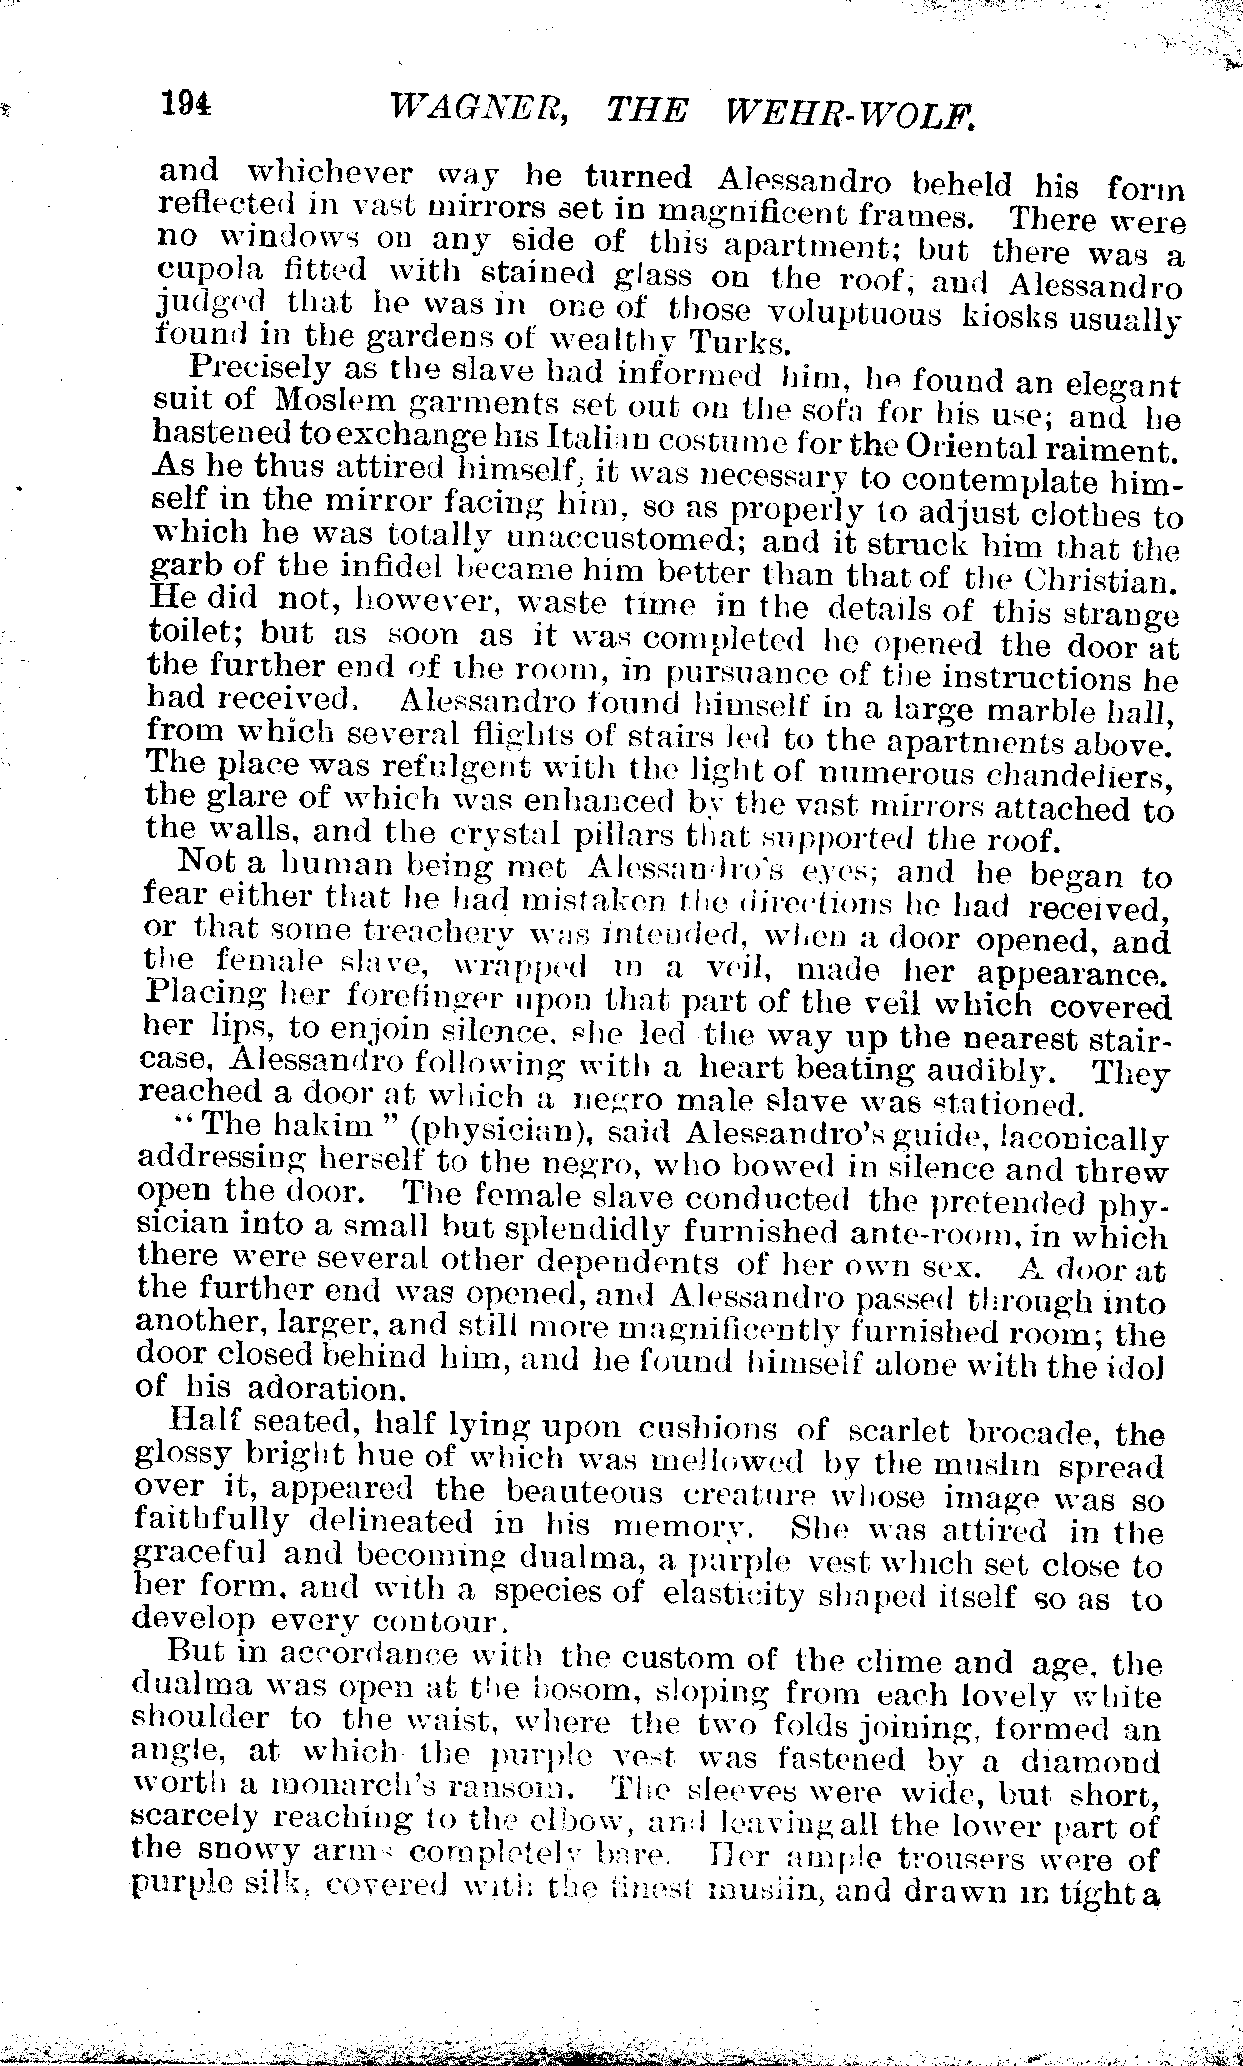 194 WAGNER, THE WEHR-WOLF.
and whichever way he turned Alessandro beheld his form
reflected in vast mirrors set in magnificent frames. There were
no windows on any side of this apartment; but there was a
cupola fitted with stained glass on the roof; and Alessandro
judged that he was in one of those voluptuous kiosks usually
found in the gardens of wealthy Turks.
Precisely as the slave had informed him, he found an elegant
suit of Moslem garments set out on the sofa for his use; and he
hastened to exchange his Italian costume for the Oriental raiment.
As he thus attired himself, it was necessary to contemplate him-
self in the mirror facing him, so as properly to adjust clothes to
which he was totally unaccustomed; and it struck him that the
garb of the infidel became him better than that of the Christian.
He did not, however, waste time in the details of this strange
toilet; but as soon as it was completed he opened the door at
the further end of the room, in pursuance of the instructions he
had received. Alessandro found himself in a large marble hall,
from which several flights of stairs led to the apartments above.
The place was refulgent with the light of numerous chandeliers,
the glare of which was enhanced by the vast mirrors attached to
the walls, and the crystal pillars that supported the roof.
Not a human being met Alessandro's eyes; and he began to
fear either that he had mistaken the directions he had received,
or that some treachery was intended, when a door opened, and
the female slave, wrapped in a veil, made her appearance.
Placing her forefinger upon that part of the veil which covered
her lips, to enjoin silence, she led the way up the nearest stair-
case, Alessandro following with a heart beating audibly. They
reached a door at which a negro male slave was stationed.
"The hakim" (physician), said Alessandro's guide, laconically
addressing herself to the negro, who bowed in silence and threw
open the door. The female slave conducted the pretended phy-
sician into a small but splendidly furnished ante-room, in which
there were several other dependents of her own sex. A door at
the further end was opened, and Alessandro passed through into
another, larger, and still more magnificently furnished room; the
door closed behind him, and he found himself alone with the idol
of his adoration.
Half seated, half lying upon cushions of scarlet brocade, the
glossy bright hue of which was mellowed by the muslin spread
over it, appeared the beauteous creature whose image was so
faithfully delineated in his memory. She was attired in the
graceful and becoming dualma, a purple vest which set close to
her form, and with a species of elasticity shaped itself so as to
develop every contour.
But in accordance with the custom of the clime and age, the
dualma was open at the bosom, sloping from each lovely white
shoulder to the waist, where the two folds joining, formed an
angle, at which the purple vest was fastened by a diamond
worth a monarch's ransom. The sleeves were wide, but short,
scarcely reaching to the elbow, and leaving all the lower part of
the snowy arms completely bare. Her ample trousers were of
purple silk, covered with the finest muslin, and drawn in tight a